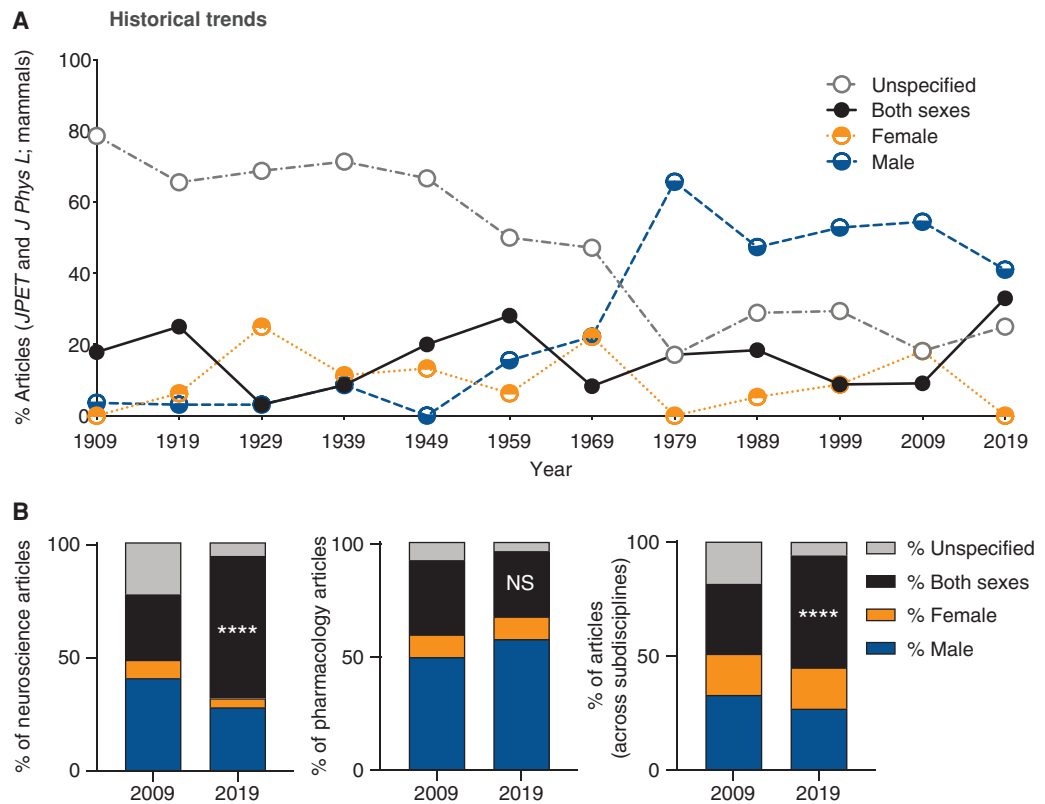 A
Historical trends
% Articles (JPET and J Phys L; mammals)
100
80
60
40
20
0
Unspecified
Both sexes
Female
Male
1909 1919 1929 1939 1949 1959 1969 1979 1989 1999 2009 2019
Year
B
% of neuroscience articles
100
50
0
****
2009 2019
% of pharmacology articles
100
50
0
NS
2009 2019
% of articles
(across subdisciplines)
100
50
0
****
2009 2019
% Unspecified
% Both sexes
% Female
% Male